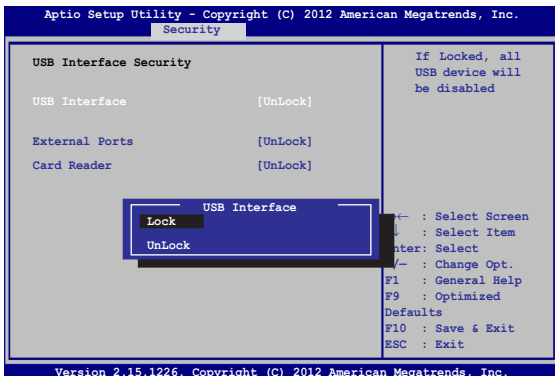 Aptio Setup Utility - Copyright (C) 2012 American Megatrends, Inc.
Security
USB Interface Security
USB Interface [UnLock]
External Ports [UnLock]
Card Reader [UnLock]
If Locked, all
USB device will
be disabled
USB Interface
Lock
UnLock
→← : Select Screen
↓ : Select Item
nter: Select
/— : Change Opt.
F1 : General Help
F9 : Optimized
Defaults
F10 : Save & Exit
ESC : Exit
Version 2.15.1226. Copyright (C) 2012 American Megatrends, Inc.